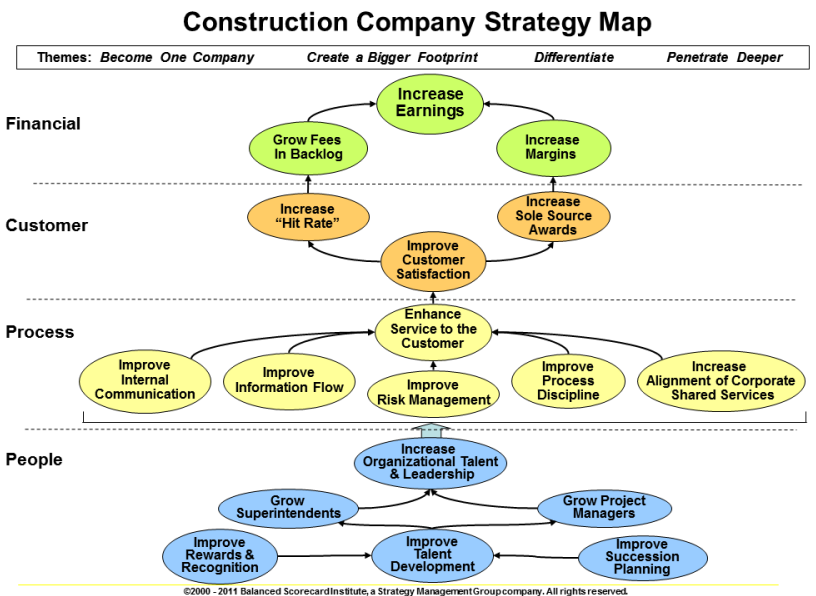 Construction Company Strategy Map
Themes: Become One Company Create a Bigger Footprint Differentiate Penetrate Deeper
Financial
Increase
Earnings
Grow Fees
In Backlog
Increase
Margins
Customer
Increase
“Hit Rate”
Increase
Sole Source
Awards
Improve
Customer
Satisfaction
Process
Enhance
Service to the
Customer
Improve
Internal
Communication
Improve
Information Flow
Improve
Risk Management
Improve
Process
Discipline
Increase
Alignment of Corporate
Shared Services
People
Increase
Organizational Talent
& Leadership
Grow
Superintendents
Grow Project
Managers
Improve
Rewards &
Recognition
Improve
Talent
Development
Improve
Succession
Planning
©2000 - 2011 Balanced Scorecard Institute, a Strategy Management Group company. All rights reserved.